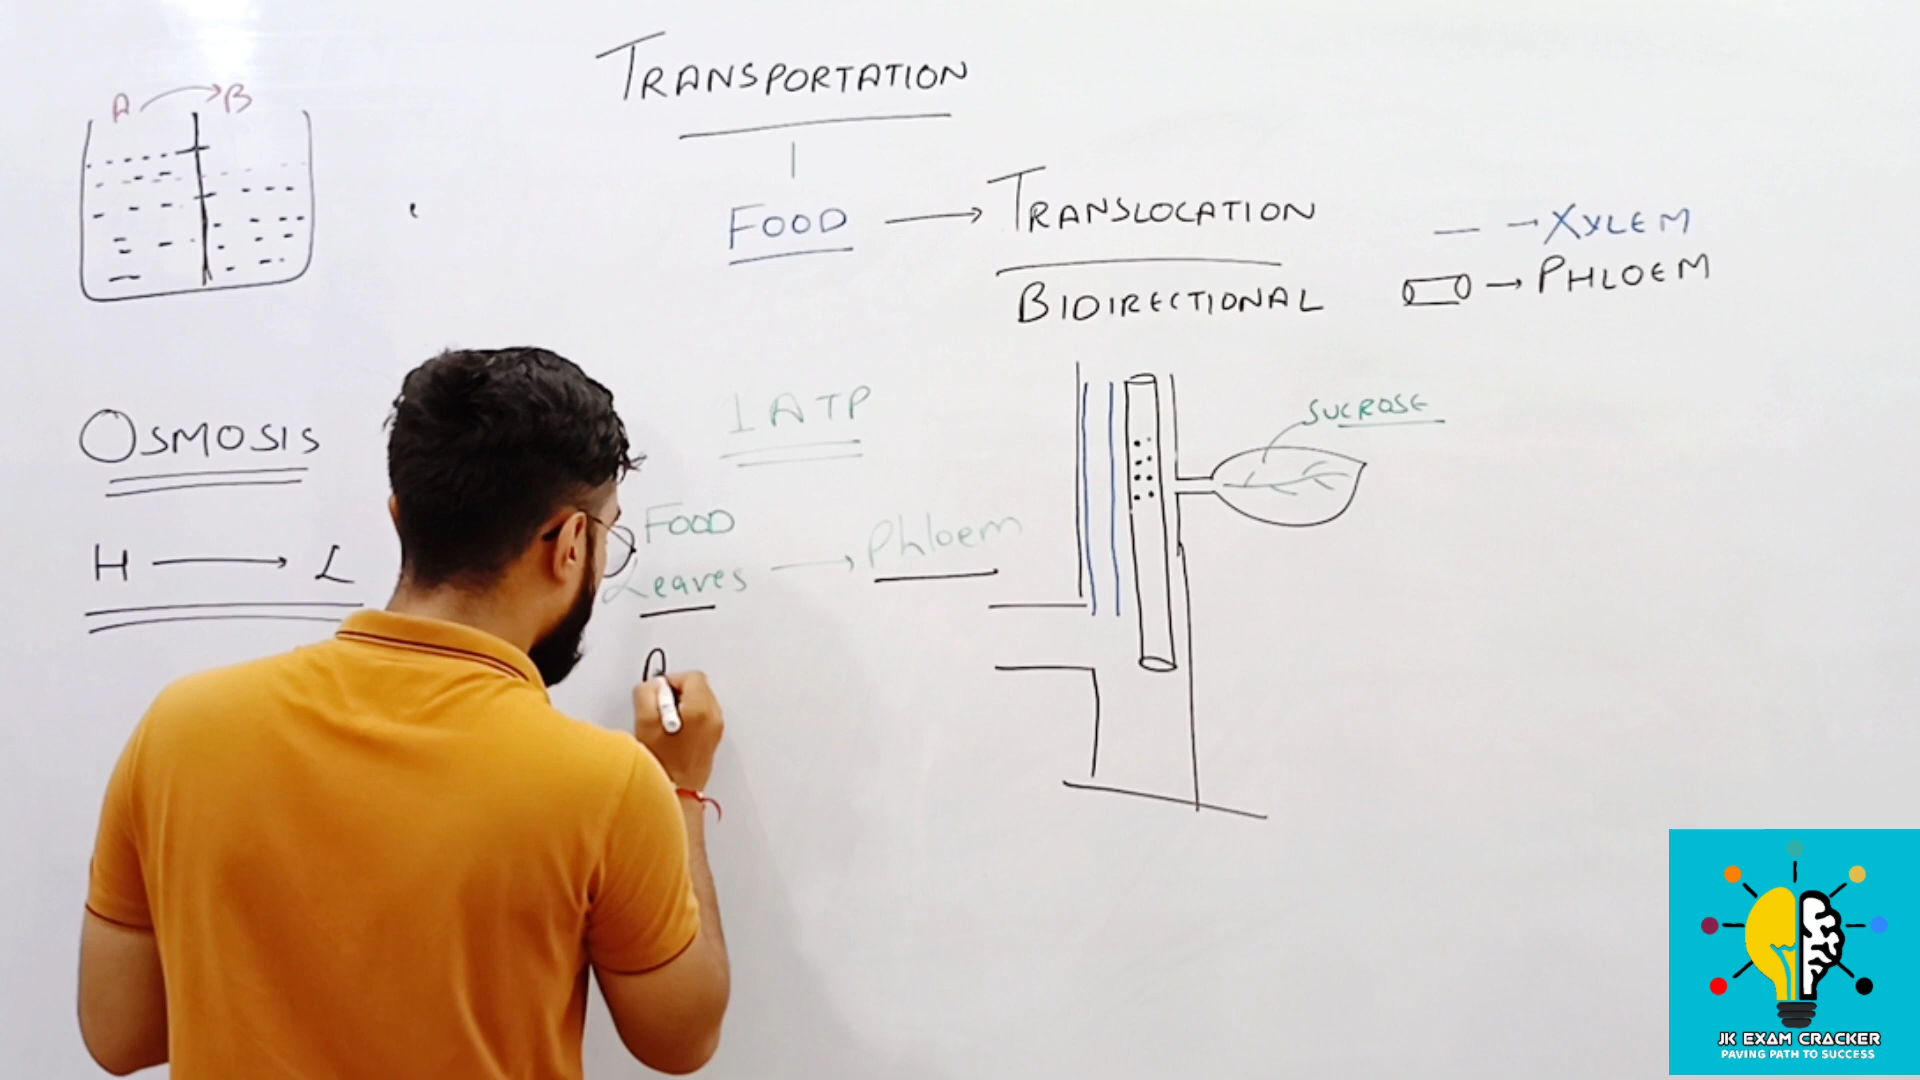 TRANSPORTATION
A B
FOOD → TRANSLOCATION
BIDIRECTIONAL
— → XYLEM
→ PHLOEM
OSMOSIS
H → L
1 ATP
FOOD
Leaves → Phloem
SUCROSE
JK EXAM CRACKER
PAVING PATH TO SUCCESS